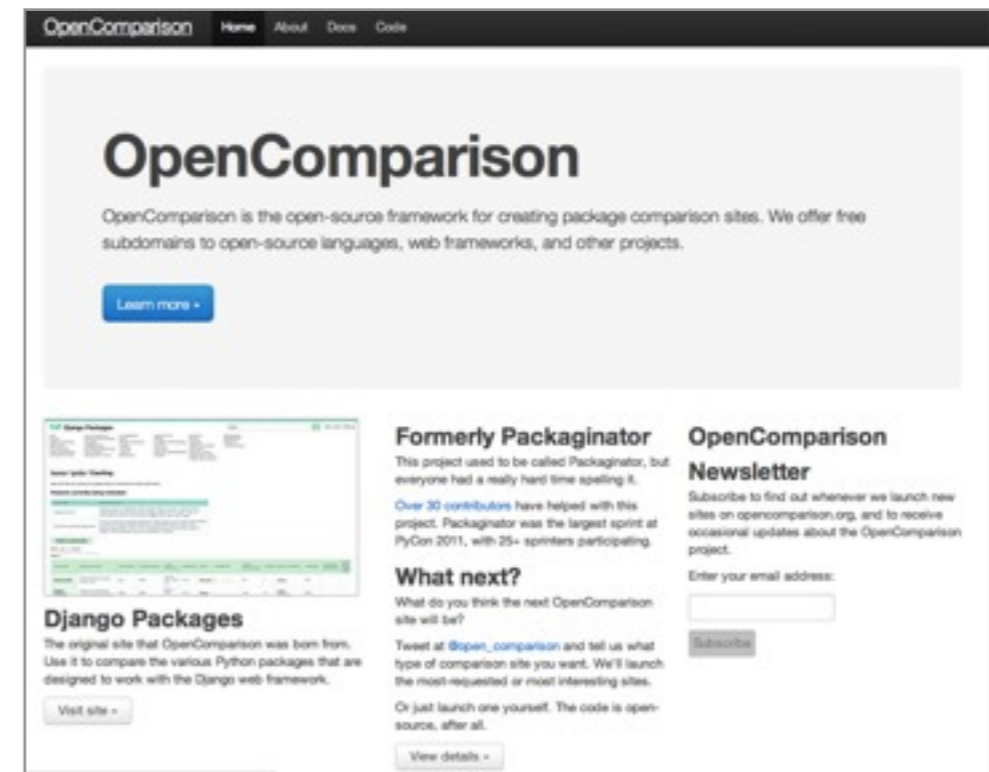 OpenComparison Home About Docs Code
OpenComparison
OpenComparison is the open-source framework for creating package comparison sites. We offer free
subdomains to open-source languages, web frameworks, and other projects.
Learn more »
Django Packages
Django Packages
The original site that OpenComparison was born from.
Use it to compare the various Python packages that are
designed to work with the Django web framework.
Visit site »
Formerly Packaginator
This project used to be called Packaginator, but
everyone had a really hard time spelling it.
Over 30 contributors have helped with this
project. Packaginator was the largest sprint at
PyCon 2011, with 25+ sprinters participating.
What next?
What do you think the next OpenComparison
site will be?
Tweet at @open_comparison and tell us what
type of comparison site you want. We'll launch
the most-requested or most interesting sites.
Or just launch one yourself. The code is open-
source, after all.
View details »
OpenComparison
Newsletter
Subscribe to find out whenever we launch new
sites on opencomparison.org, and to receive
occasional updates about the OpenComparison
project.
Enter your email address:
Subscribe